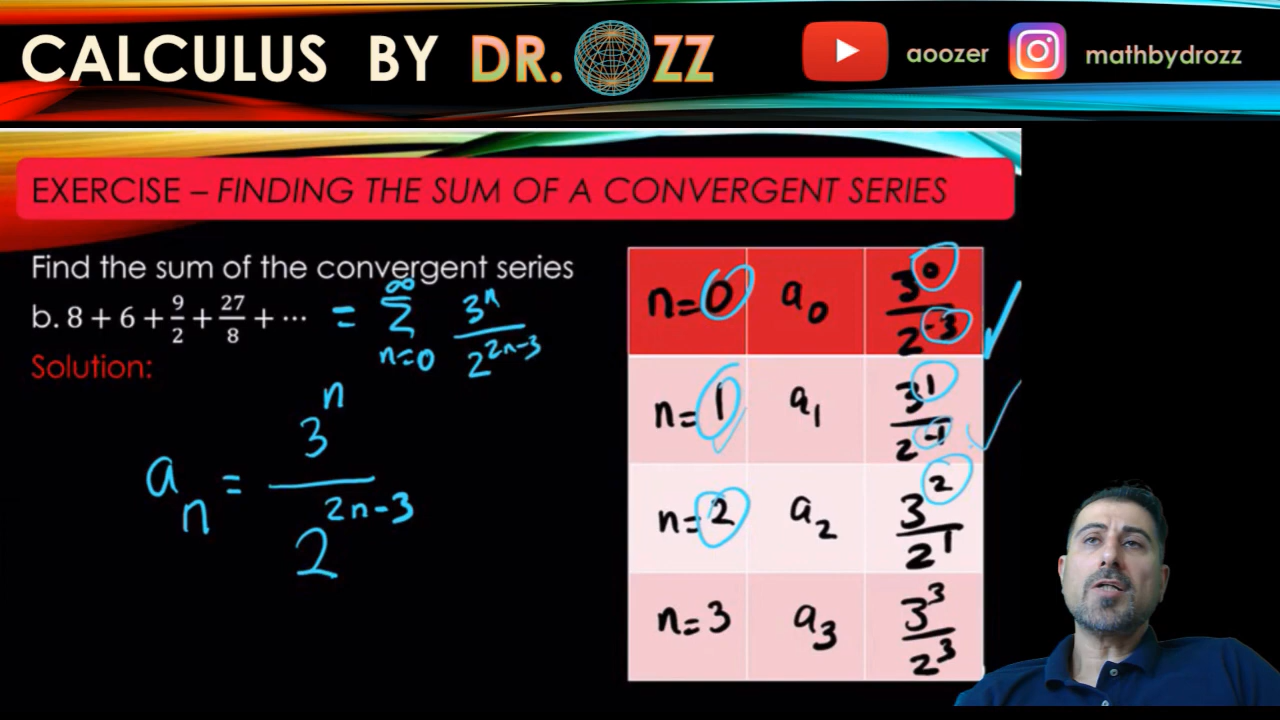 CALCULUS BY DR. ZZ
aoozer
mathbydrozz
EXERCISE – FINDING THE SUM OF A CONVERGENT SERIES
Find the sum of the convergent series
b. 8 + 6 + 9/2 + 27/8 + ⋯ = ∑_{n=0}^{∞} 3^n / 2^{2n-3}
Solution:
a_n = 3^n / 2^{2n-3}
n=0 a_0 3^0 / 2^{-3}
n=1 a_1 3^1 / 2^{-1}
n=2 a_2 3^2 / 2^1
n=3 a_3 3^3 / 2^3